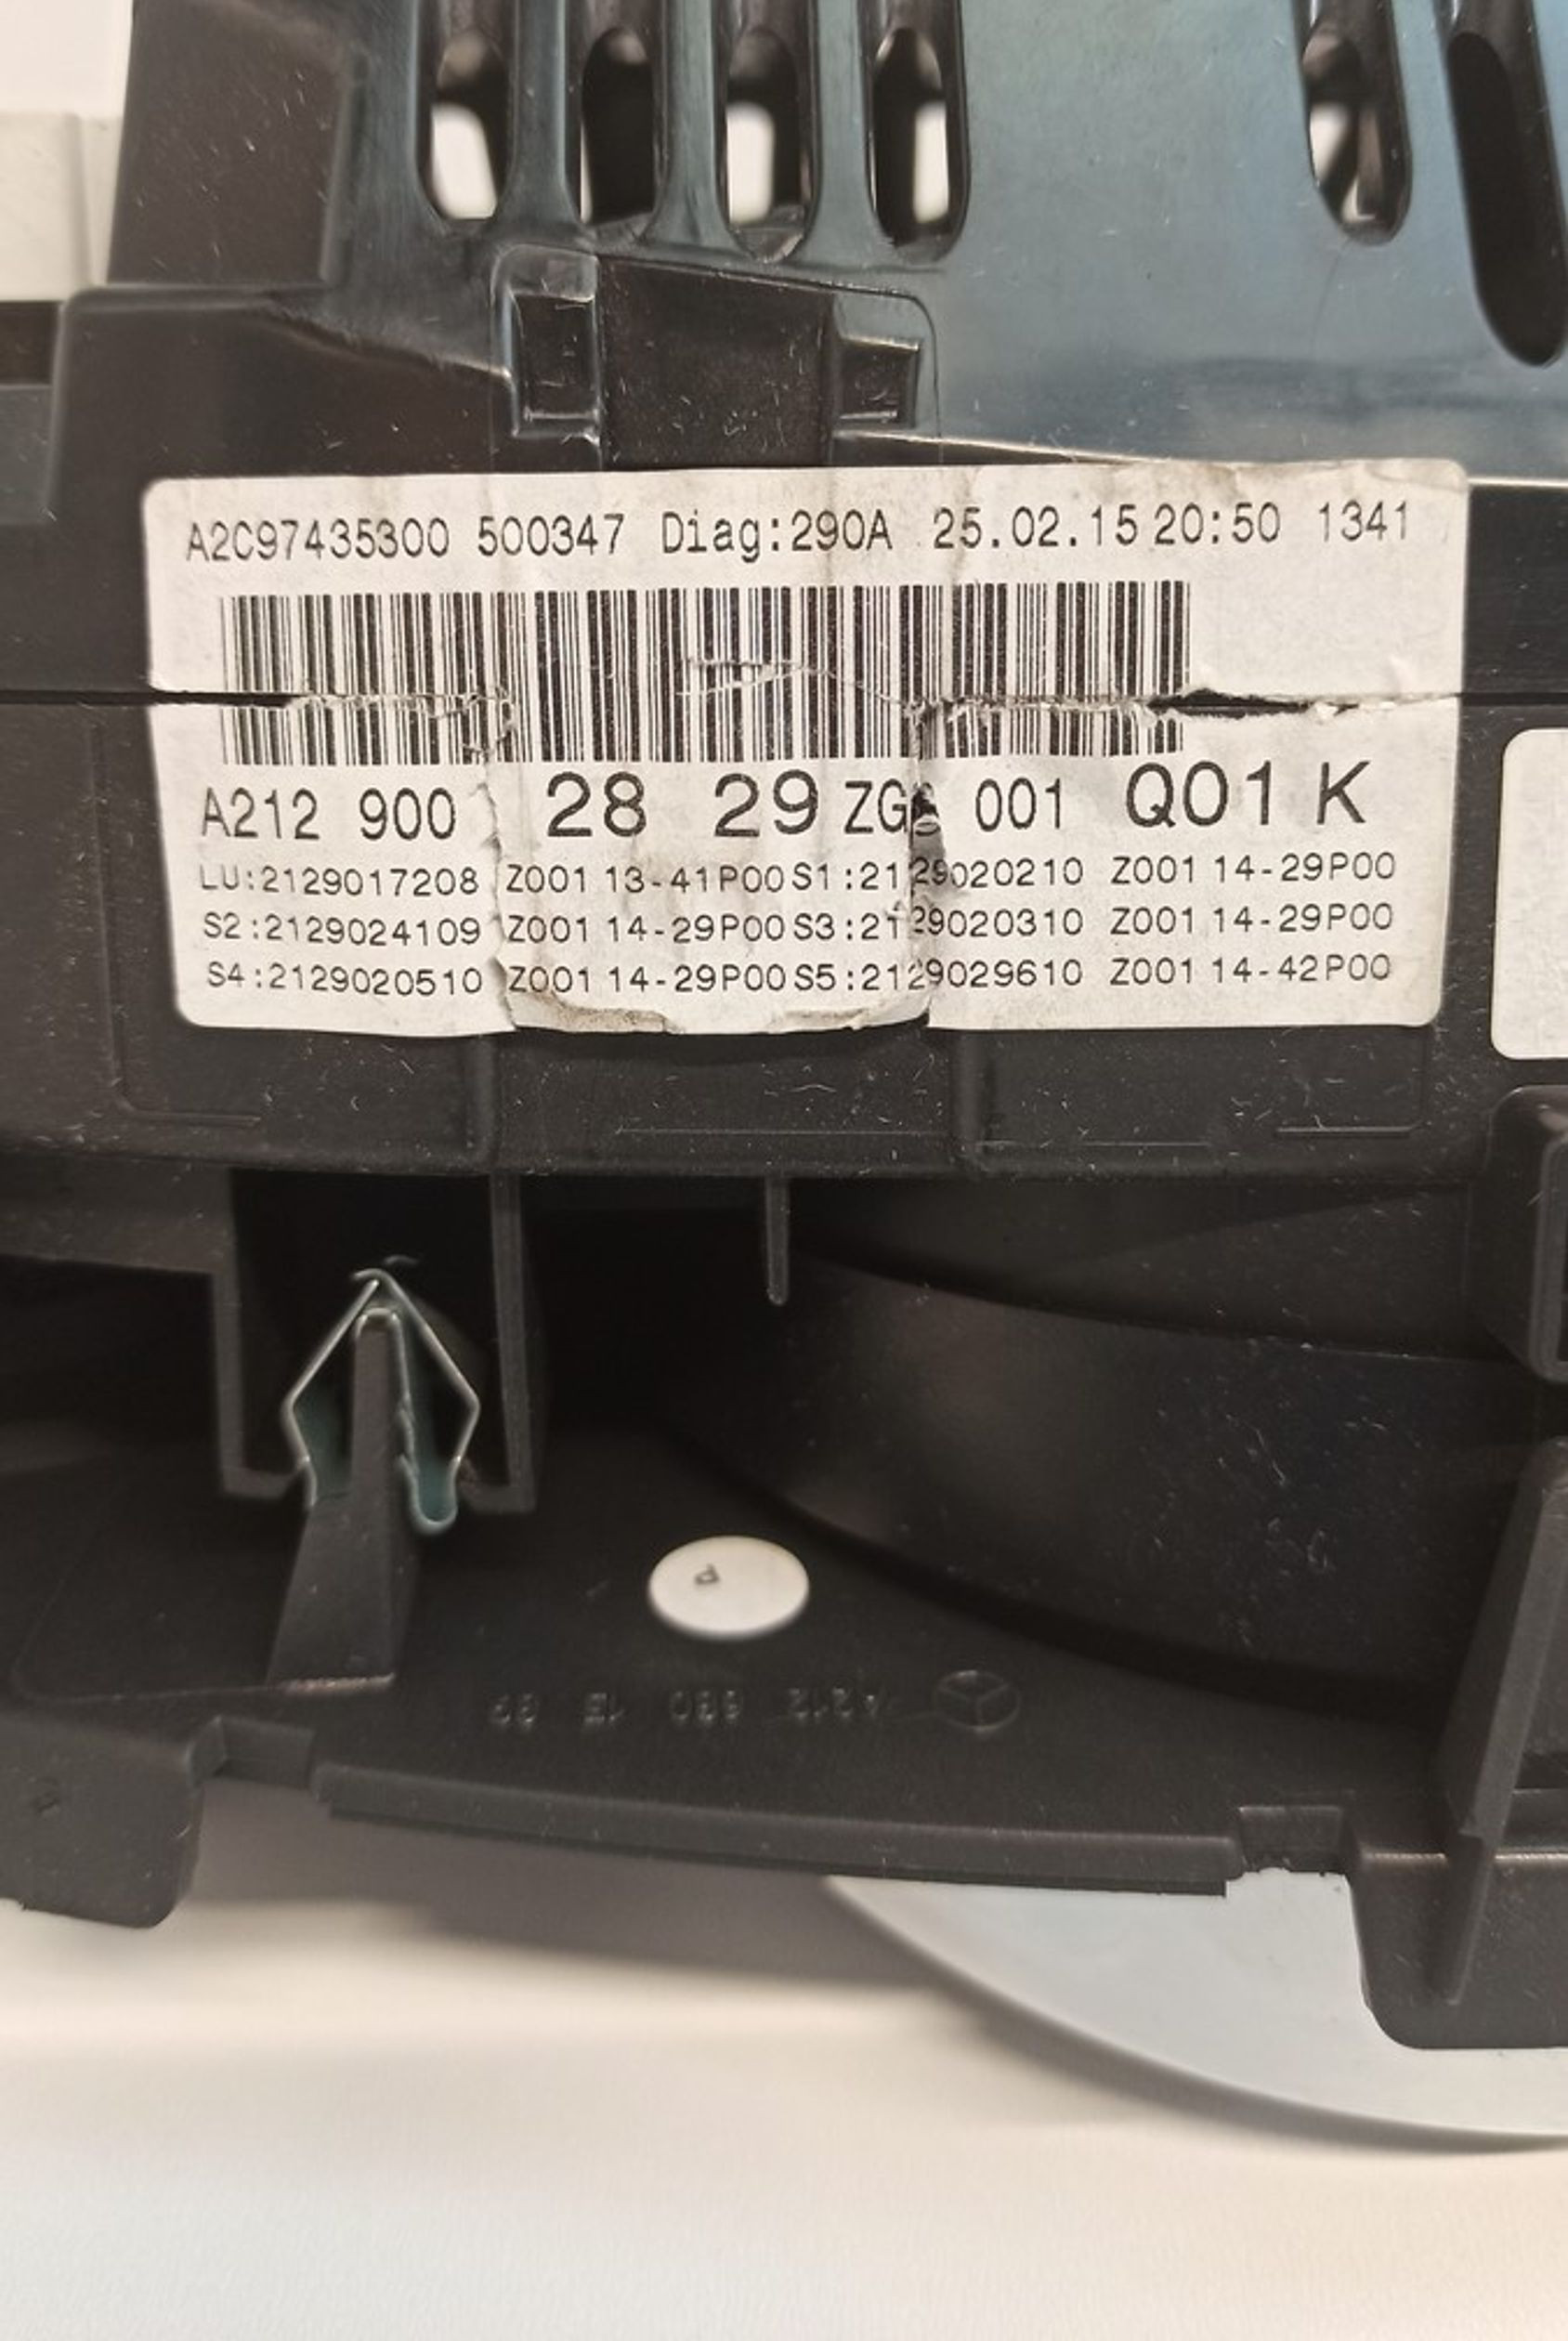 A2C97435300 500347 Diag:290A 25.02.15 20:50 1341
A212 900 28 29 001 Q01 K
LU:2129017208 Z001 13-41P00 S1:2129020210 Z001 14-29P00
S2:2129024109 Z001 14-29P00 S3:2129020310 Z001 14-29P00
S4:2129020510 Z001 14-29P00 S5:2129029610 Z001 14-42P00